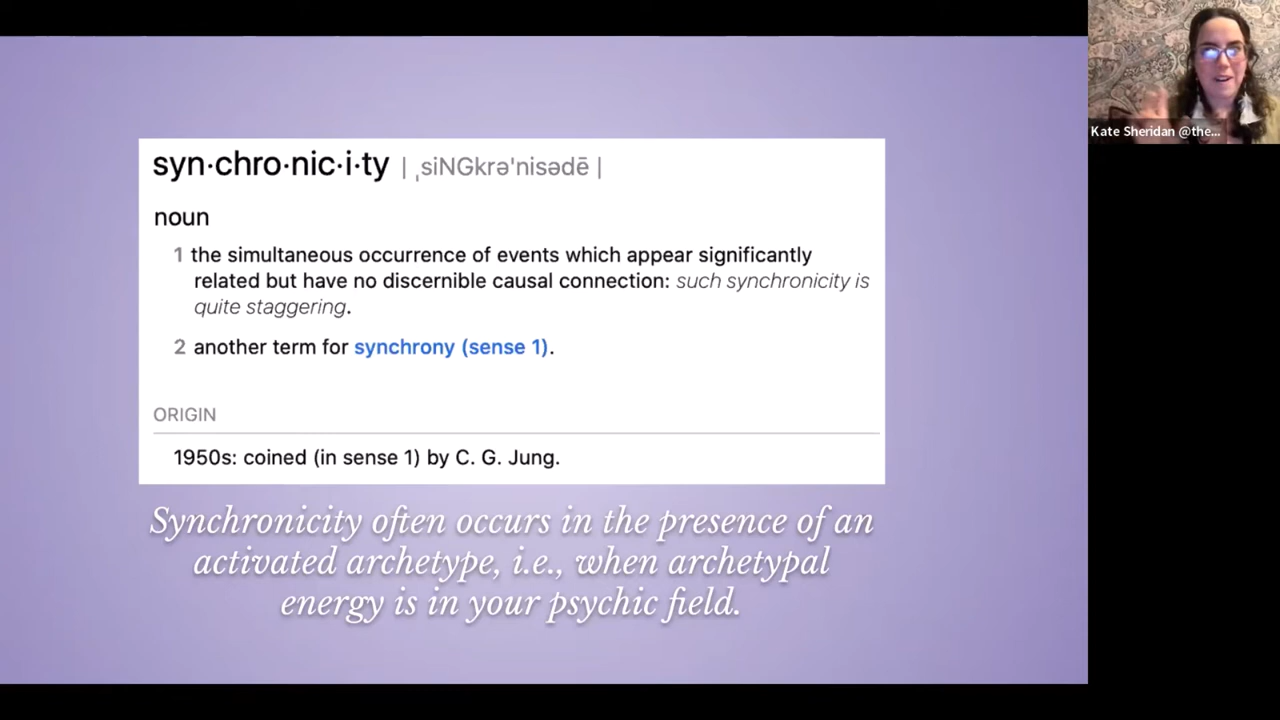 syn·chro·nic·i·ty | ˌsiNGkrə'nisədē |
noun
1 the simultaneous occurrence of events which appear significantly
related but have no discernible causal connection: such synchronicity is
quite staggering.
2 another term for synchrony (sense 1).
ORIGIN
1950s: coined (in sense 1) by C. G. Jung.
Synchronicity often occurs in the presence of an
activated archetype, i.e., when archetypal
energy is in your psychic field.
Kate Sheridan @the...